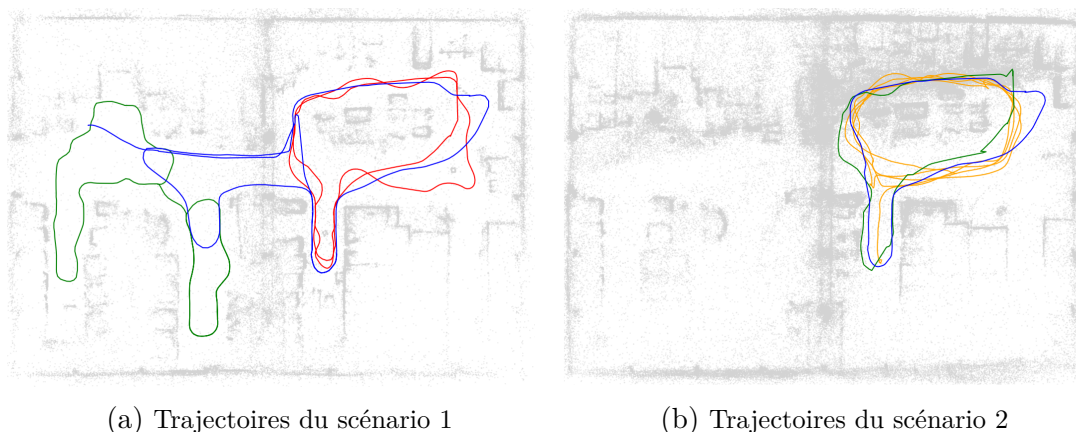 (a) Trajectoires du scénario 1
(b) Trajectoires du scénario 2